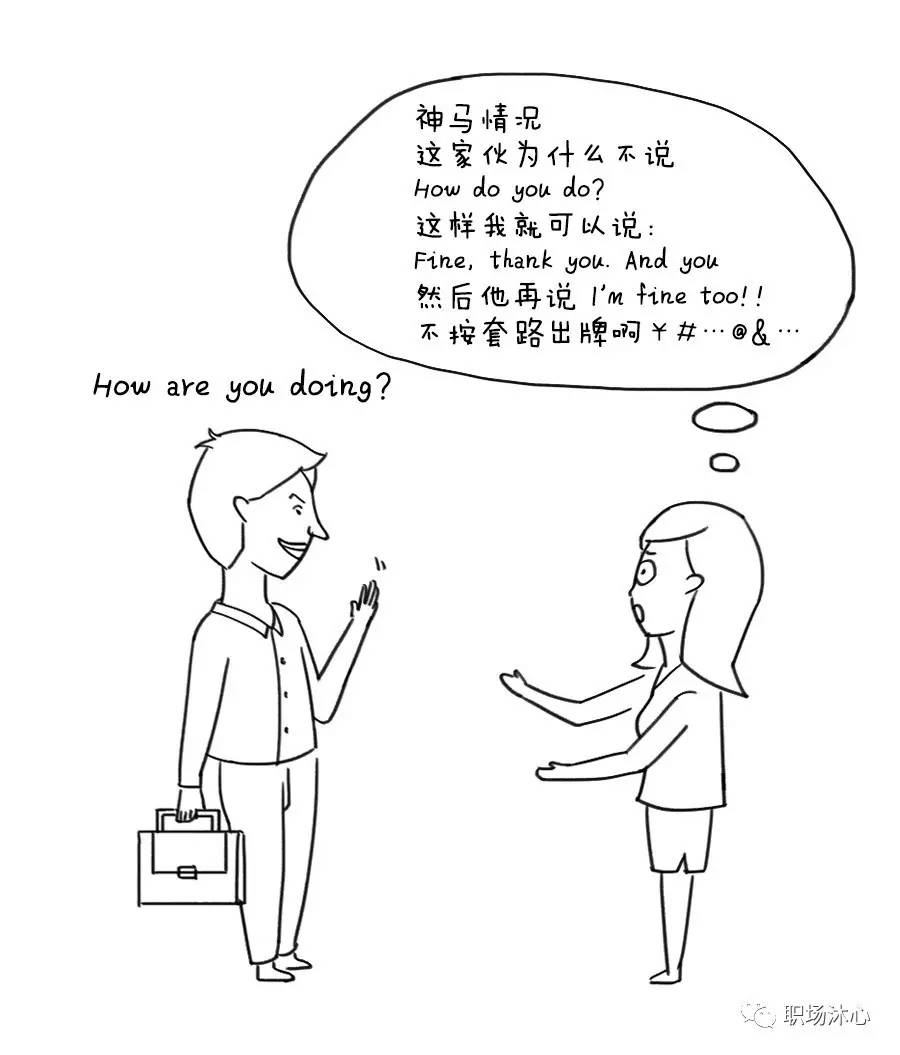 神马情况
这家伙为什么不说
How do you do?
这样我就可以说:
Fine, thank you. And you
然后他再说 I'm fine too!!
不按套路出牌啊￥#…@&…
How are you doing?
职场沐心